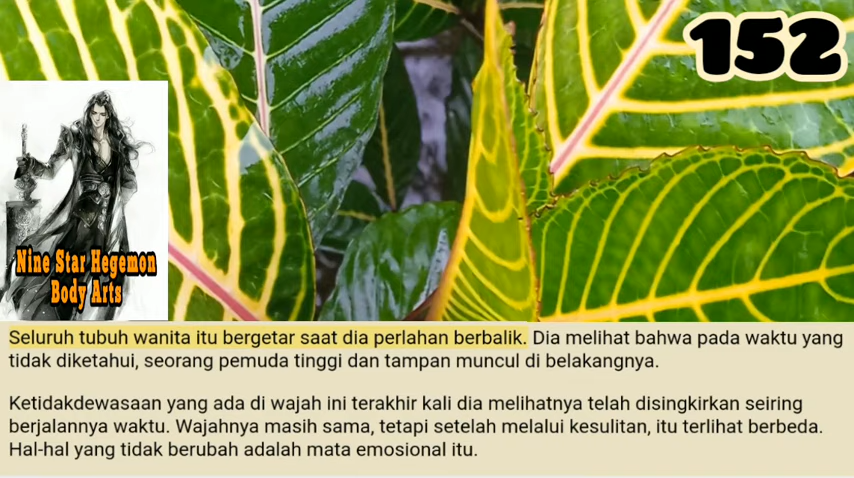 152
Nine Star Hegemon
Body Arts
Seluruh tubuh wanita itu bergetar saat dia perlahan berbalik. Dia melihat bahwa pada waktu yang
tidak diketahui, seorang pemuda tinggi dan tampan muncul di belakangnya.
Ketidakdewasaan yang ada di wajah ini terakhir kali dia melihatnya telah disingkirkan seiring
berjalannya waktu. Wajahnya masih sama, tetapi setelah melalui kesulitan, itu terlihat berbeda.
Hal-hal yang tidak berubah adalah mata emosional itu.